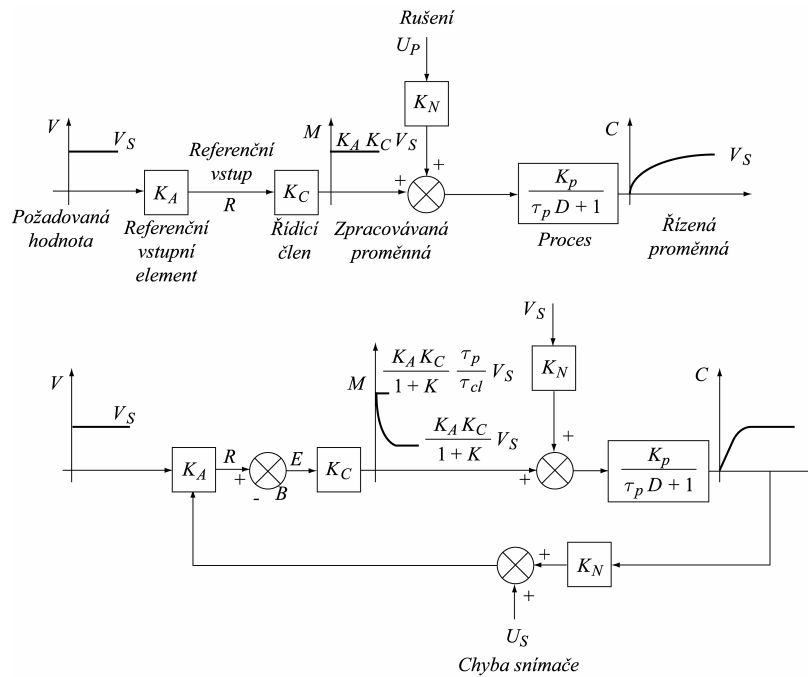 Rušení
U_P
K_N
V
V_S
Referenční
vstup
R
M
K_A K_C V_S
+
+
C
V_S
K_A
K_C
K_p
τ_p D + 1
Požadovaná
hodnota
Referenční
vstupní
element
Řídící
člen
Zpracovávaná
proměnná
Proces
Řízená
proměnná
V_S
K_N
V
V_S
M
K_A K_C τ_p V_S
1 + K τ_cl
K_A K_C V_S
1 + K
+
+
C
K_A
R
+
-
B
E
K_C
K_p
τ_p D + 1
+
+
K_N
U_S
Chyba snímače